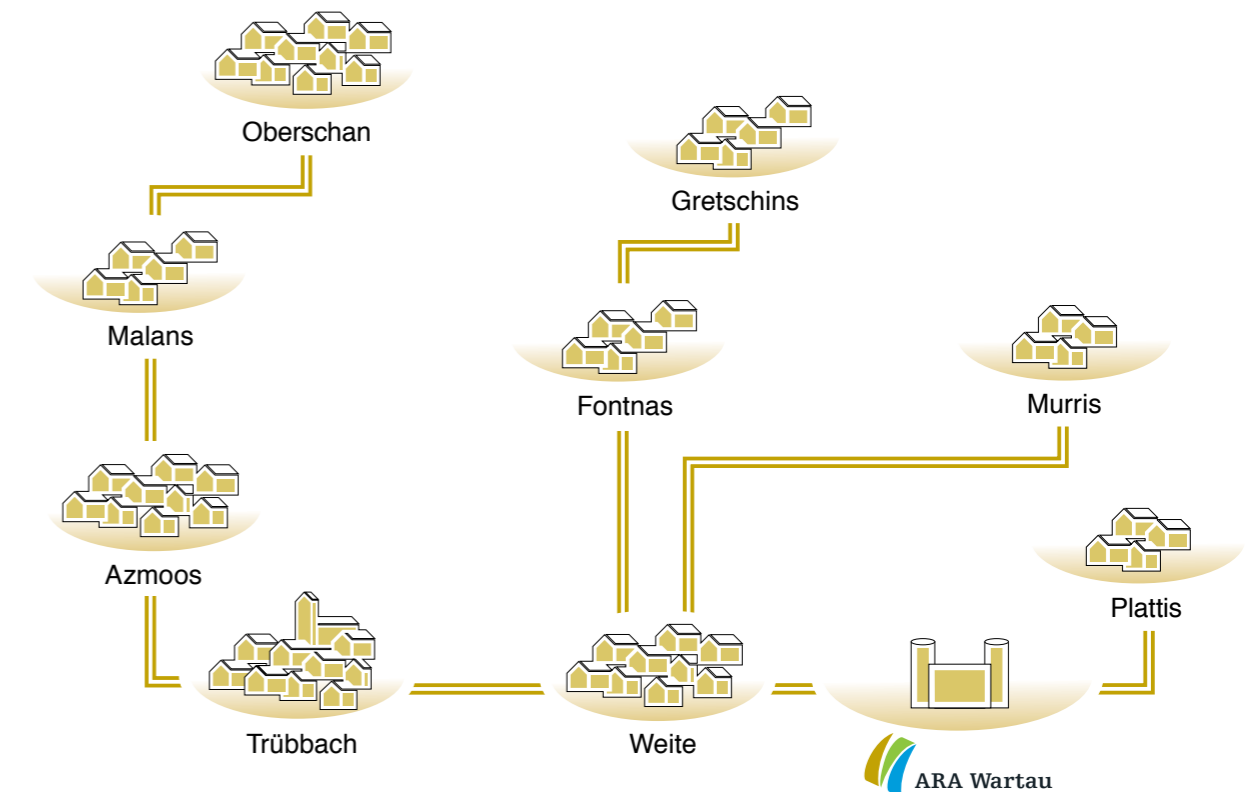 Oberschan
Gretschins
Malans
Fontnas
Murris
Azmoos
Plattis
Trübbach
Weite
ARA Wartau